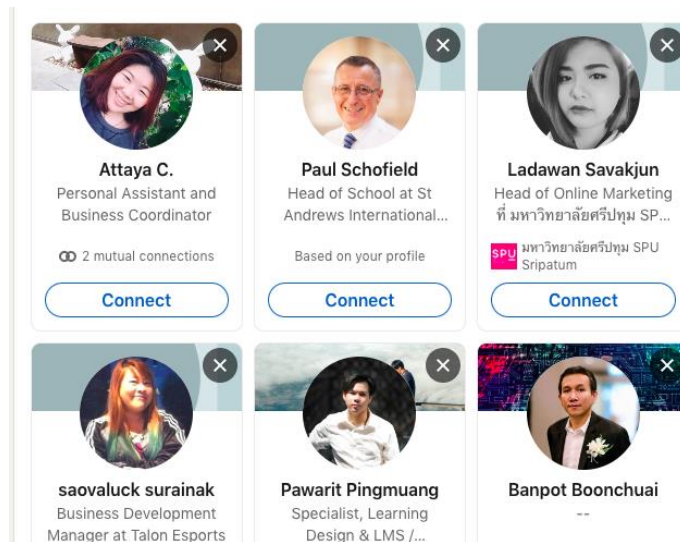 Attaya C.
Personal Assistant and
Business Coordinator
2 mutual connections
Connect
Paul Schofield
Head of School at St
Andrews International...
Based on your profile
Connect
Ladawan Savakjun
Head of Online Marketing
ที่ มหาวิทยาลัยศรีปทุม SP...
SPU
มหาวิทยาลัยศรีปทุม SPU
Sripatum
Connect
saovaluck surainak
Business Development
Manager at Talon Esports
Pawarit Pingmuang
Specialist, Learning
Design & LMS /...
Banpot Boonchuai
--